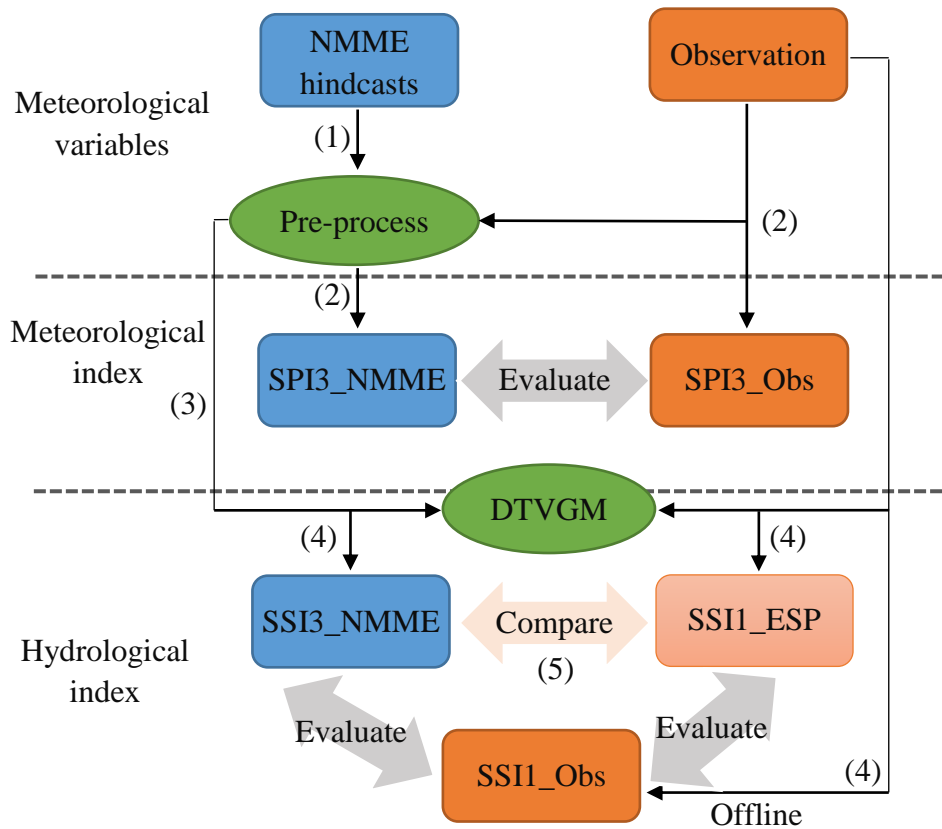 NMME
hindcasts
Observation
Meteorological
variables
(1)
Pre-process
(2)
(2)
Meteorological
index
SPI3_NMME
Evaluate
SPI3_Obs
(3)
DTVGM
(4)
(4)
SSI3_NMME
Compare
(5)
SSI1_ESP
Hydrological
index
Evaluate
Evaluate
SSI1_Obs
(4)
Offline